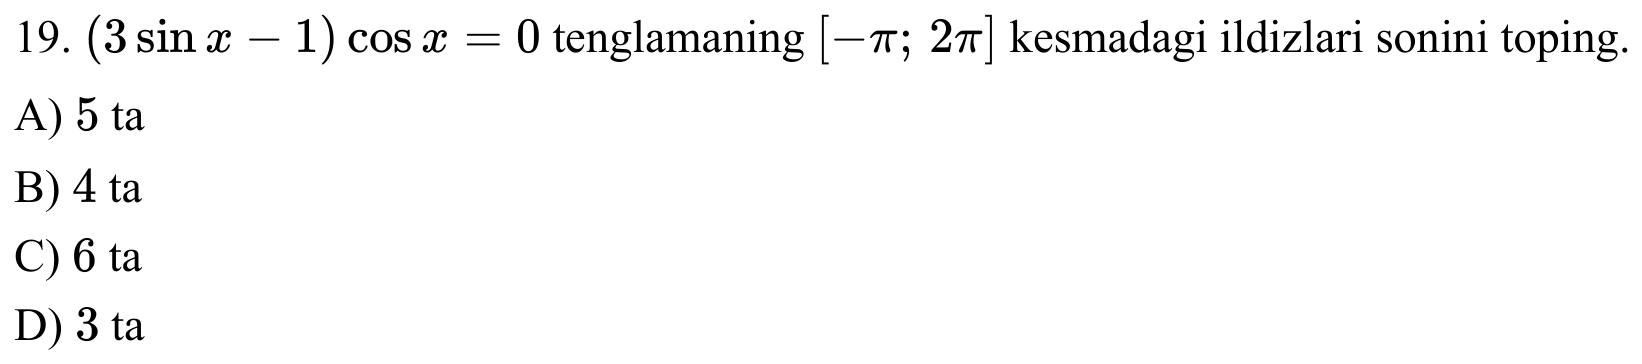 19. (3 sin x − 1) cos x = 0 tenglamaning [−π; 2π] kesmadagi ildizlari sonini toping.
A) 5 ta
B) 4 ta
C) 6 ta
D) 3 ta